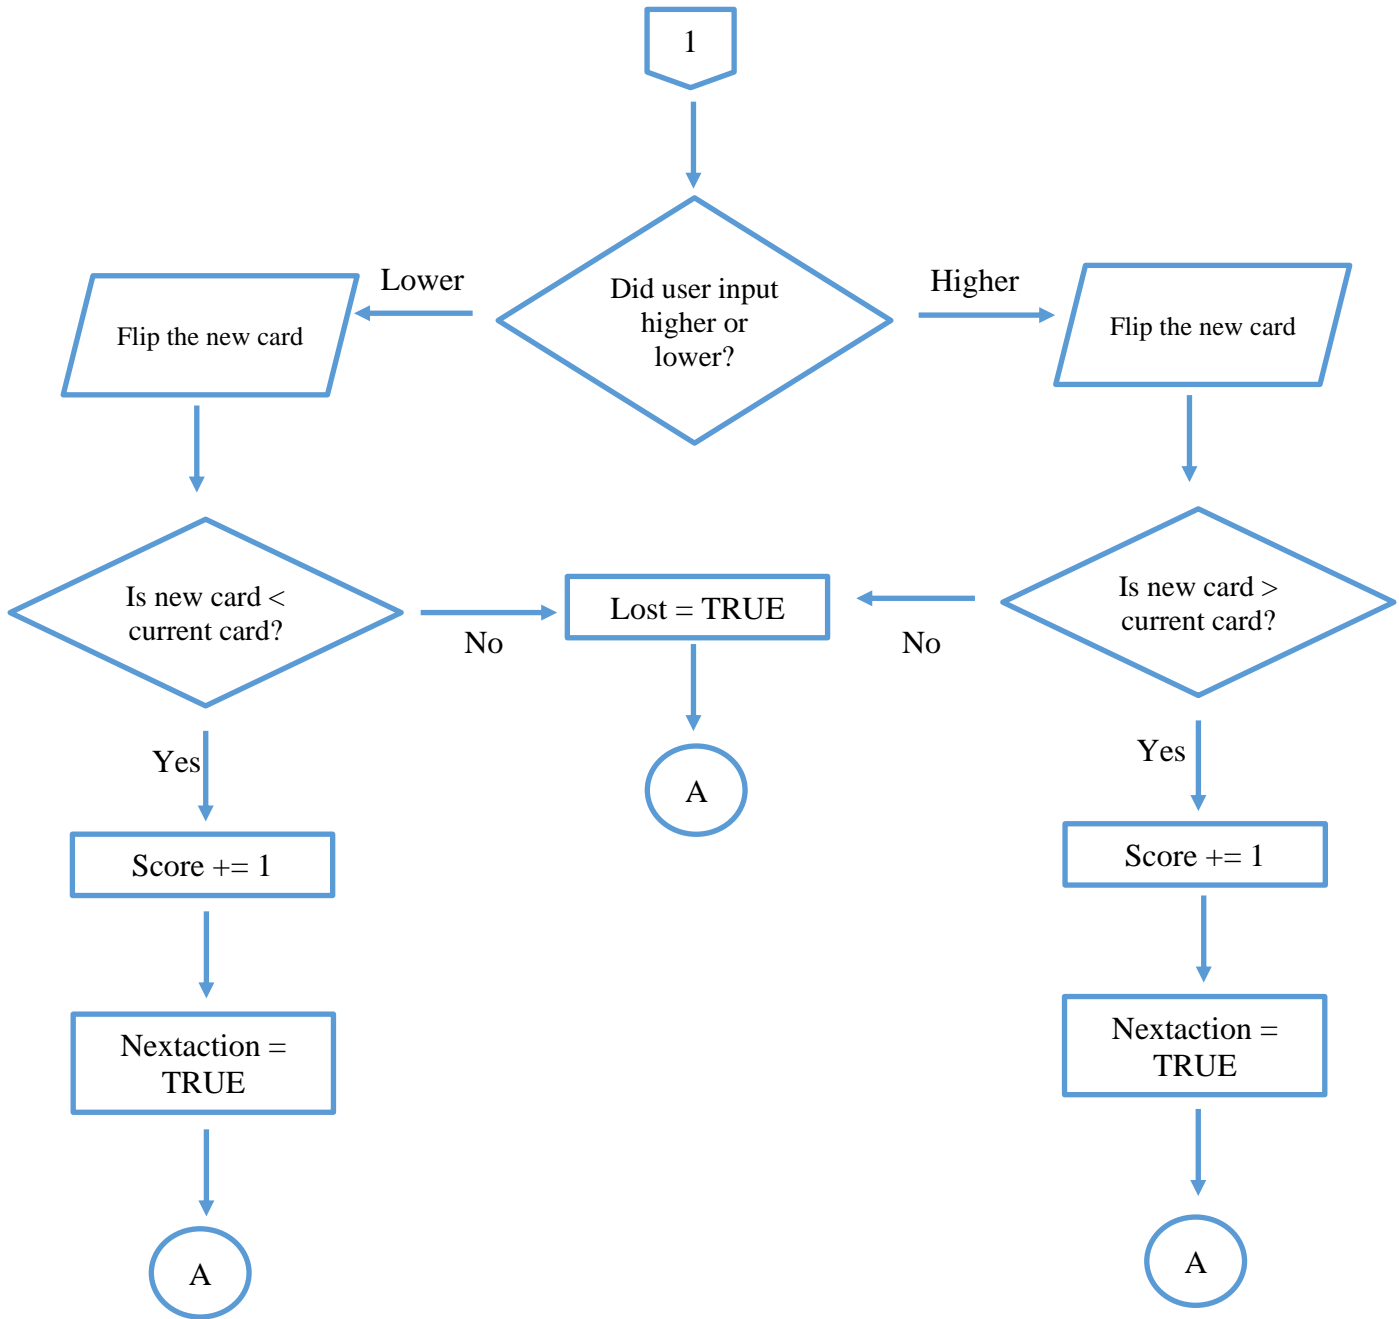 1
Did user input
higher or
lower?
Lower
Higher
Flip the new card
Flip the new card
Is new card <
current card?
No
Lost = TRUE
No
Is new card >
current card?
Yes
A
Yes
Score += 1
Score += 1
Nextaction =
TRUE
Nextaction =
TRUE
A
A